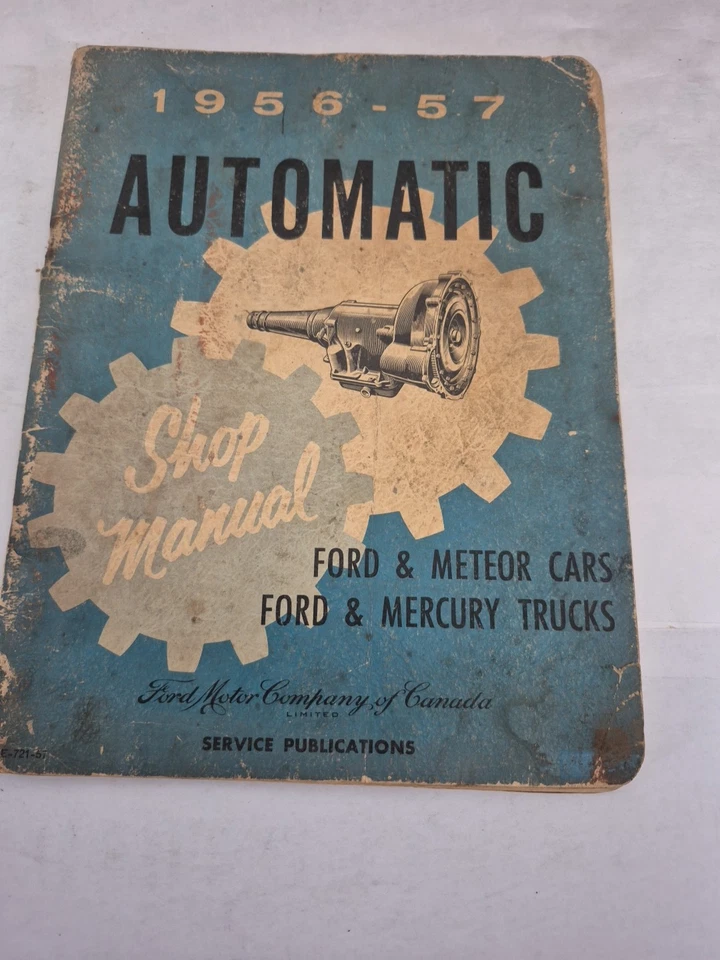 1956-57
AUTOMATIC
Shop
Manual
FORD & METEOR CARS
FORD & MERCURY TRUCKS
Ford Motor Company of Canada
LIMITED
SERVICE PUBLICATIONS